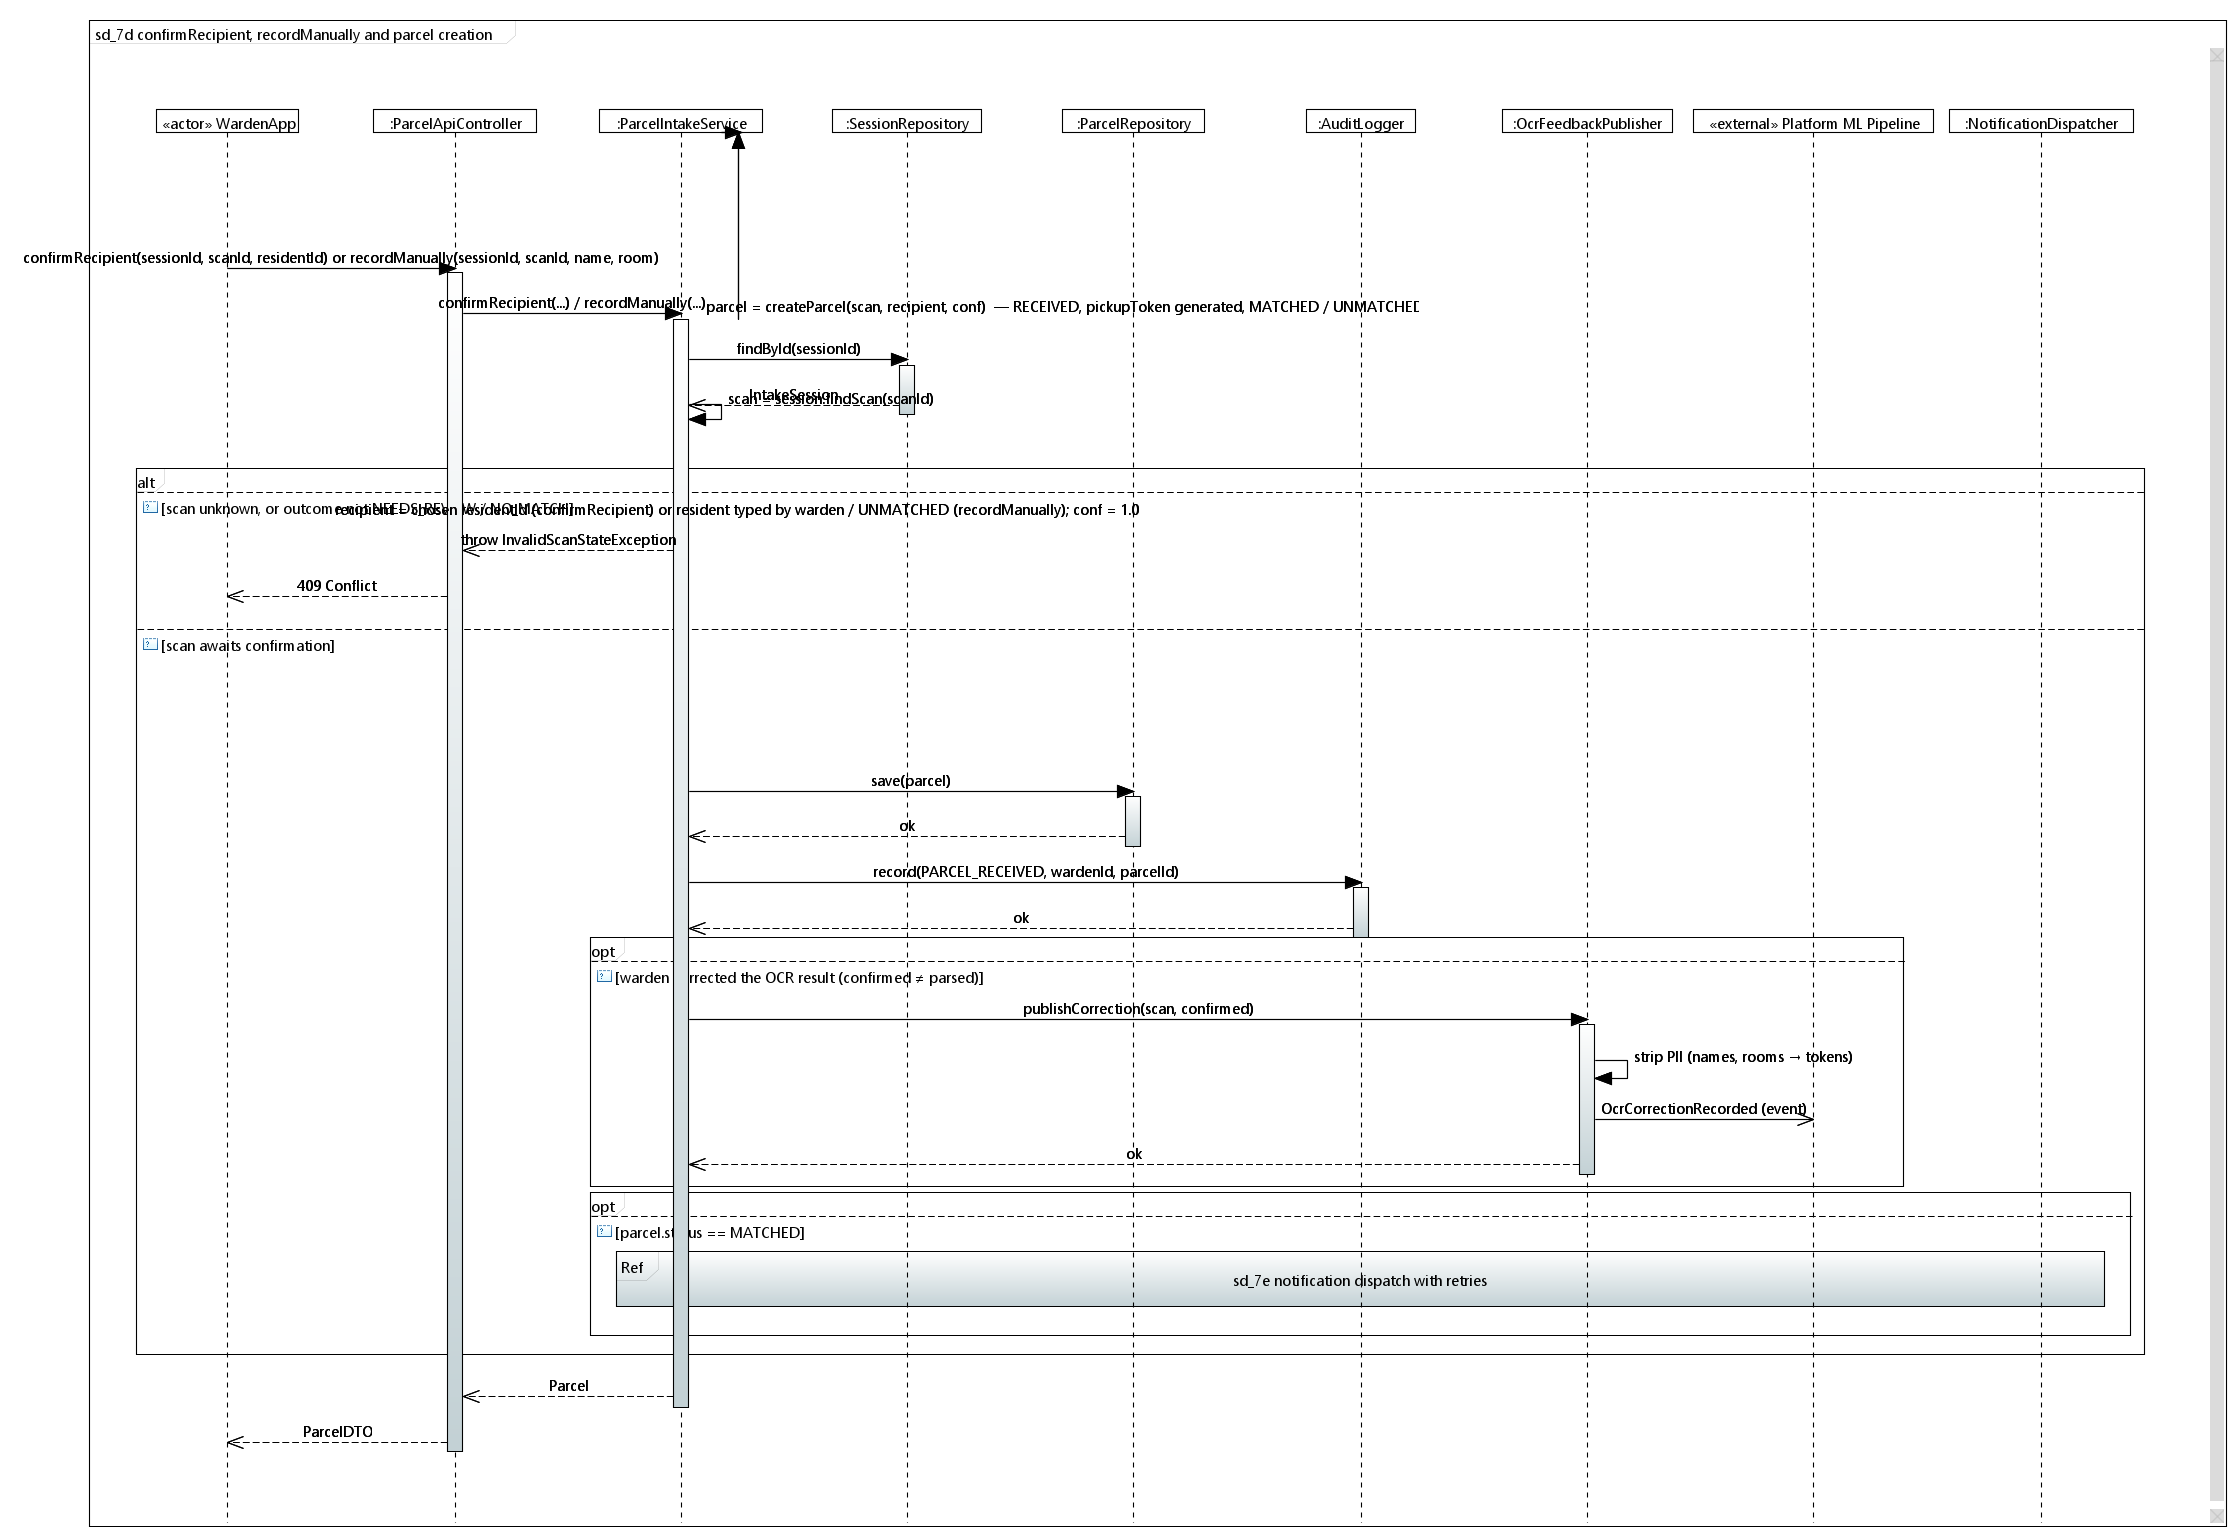 sd_7d confirmRecipient, recordManually and parcel creation
«actor» WardenApp
:ParcelApiController
:ParcelIntakeService
:SessionRepository
:ParcelRepository
:AuditLogger
:OcrFeedbackPublisher
«external» Platform ML Pipeline
:NotificationDispatcher
confirmRecipient(sessionId, scanId, residentId) or recordManually(sessionId, scanId, name, room)
confirmRecipient(...) / recordManually(...)
parcel = createParcel(scan, recipient, conf) — RECEIVED, pickupToken generated, MATCHED / UNMATCHED
findById(sessionId)
IntakeSession
scan = session.findScan(scanId)
alt
[scan unknown, or outcome not NEEDS_REVIEW / NO_MATCH]
recipient = chosen residentId (confirmRecipient) or resident typed by warden / UNMATCHED (recordManually); conf = 1.0
throw InvalidScanStateException
409 Conflict
[scan awaits confirmation]
save(parcel)
ok
record(PARCEL_RECEIVED, wardenId, parcelId)
ok
opt
[warden corrected the OCR result (confirmed ≠ parsed)]
publishCorrection(scan, confirmed)
strip PII (names, rooms → tokens)
OcrCorrectionRecorded (event)
ok
opt
[parcel.status == MATCHED]
Ref
sd_7e notification dispatch with retries
Parcel
ParcelDTO